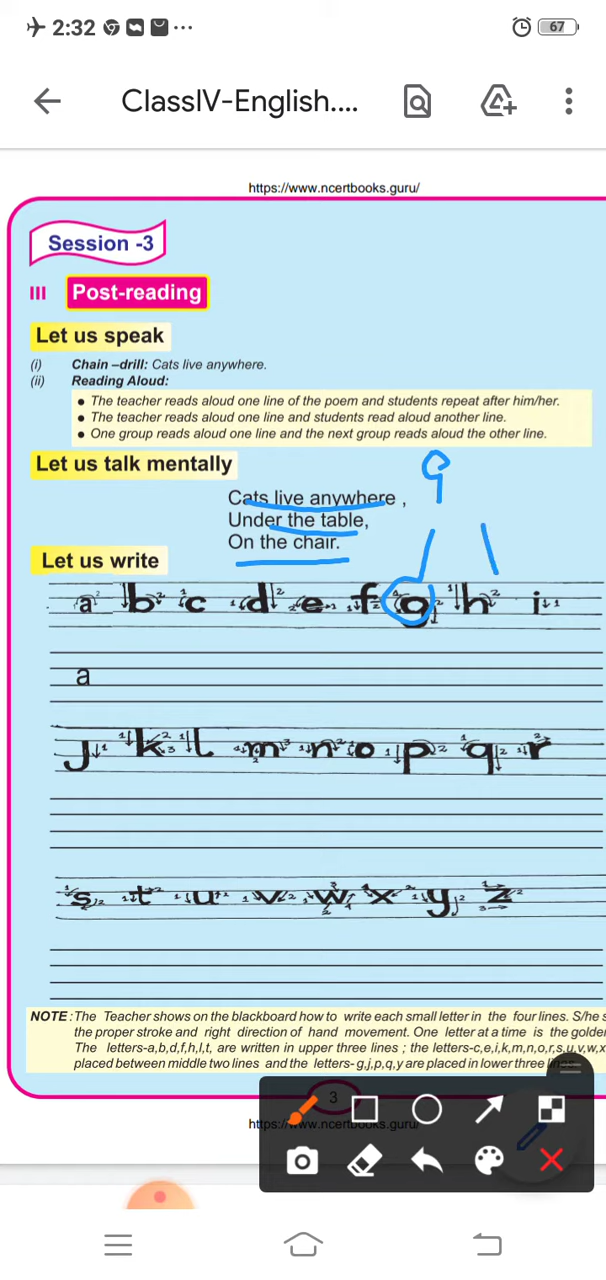 2:32
67
ClassIV-English....
https://www.ncertbooks.guru/
Session -3
III Post-reading
Let us speak
(i) Chain –drill: Cats live anywhere.
(ii) Reading Aloud:
● The teacher reads aloud one line of the poem and students repeat after him/her.
● The teacher reads aloud one line and students read aloud another line.
● One group reads aloud one line and the next group reads aloud the other line.
Let us talk mentally
g
Cats live anywhere ,
Under the table,
On the chair.
Let us write
a b c d e f g h i
a
j k l m n o p q r
s t u v w x y z
NOTE : The Teacher shows on the blackboard how to write each small letter in the four lines. S/he s
the proper stroke and right direction of hand movement. One letter at a time is the golde
The letters-a,b,d,f,h,l,t, are written in upper three lines ; the letters-c,e,i,k,m,n,o,r,s,u,v,w,x
placed between middle two lines and the letters- g,j,p,q,y are placed in lower three lines
3
https://www.ncertbooks.guru/